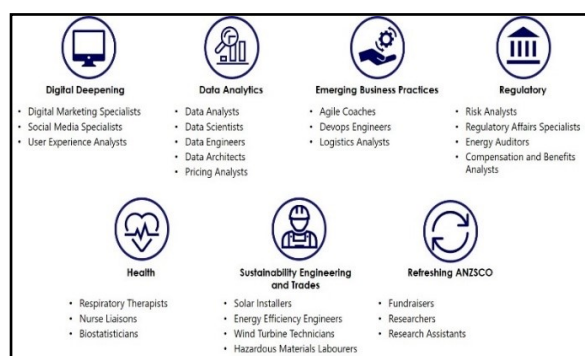 Digital Deepening
• Digital Marketing Specialists
• Social Media Specialists
• User Experience Analysts
Data Analytics
• Data Analysts
• Data Scientists
• Data Engineers
• Data Architects
• Pricing Analysts
Emerging Business Practices
• Agile Coaches
• Devops Engineers
• Logistics Analysts
Regulatory
• Risk Analysts
• Regulatory Affairs Specialists
• Energy Auditors
• Compensation and Benefits
Analysts
Health
• Respiratory Therapists
• Nurse Liaisons
• Biostatisticians
Sustainability Engineering
and Trades
• Solar Installers
• Energy Efficiency Engineers
• Wind Turbine Technicians
• Hazardous Materials Labourers
Refreshing ANZSCO
• Fundraisers
• Researchers
• Research Assistants